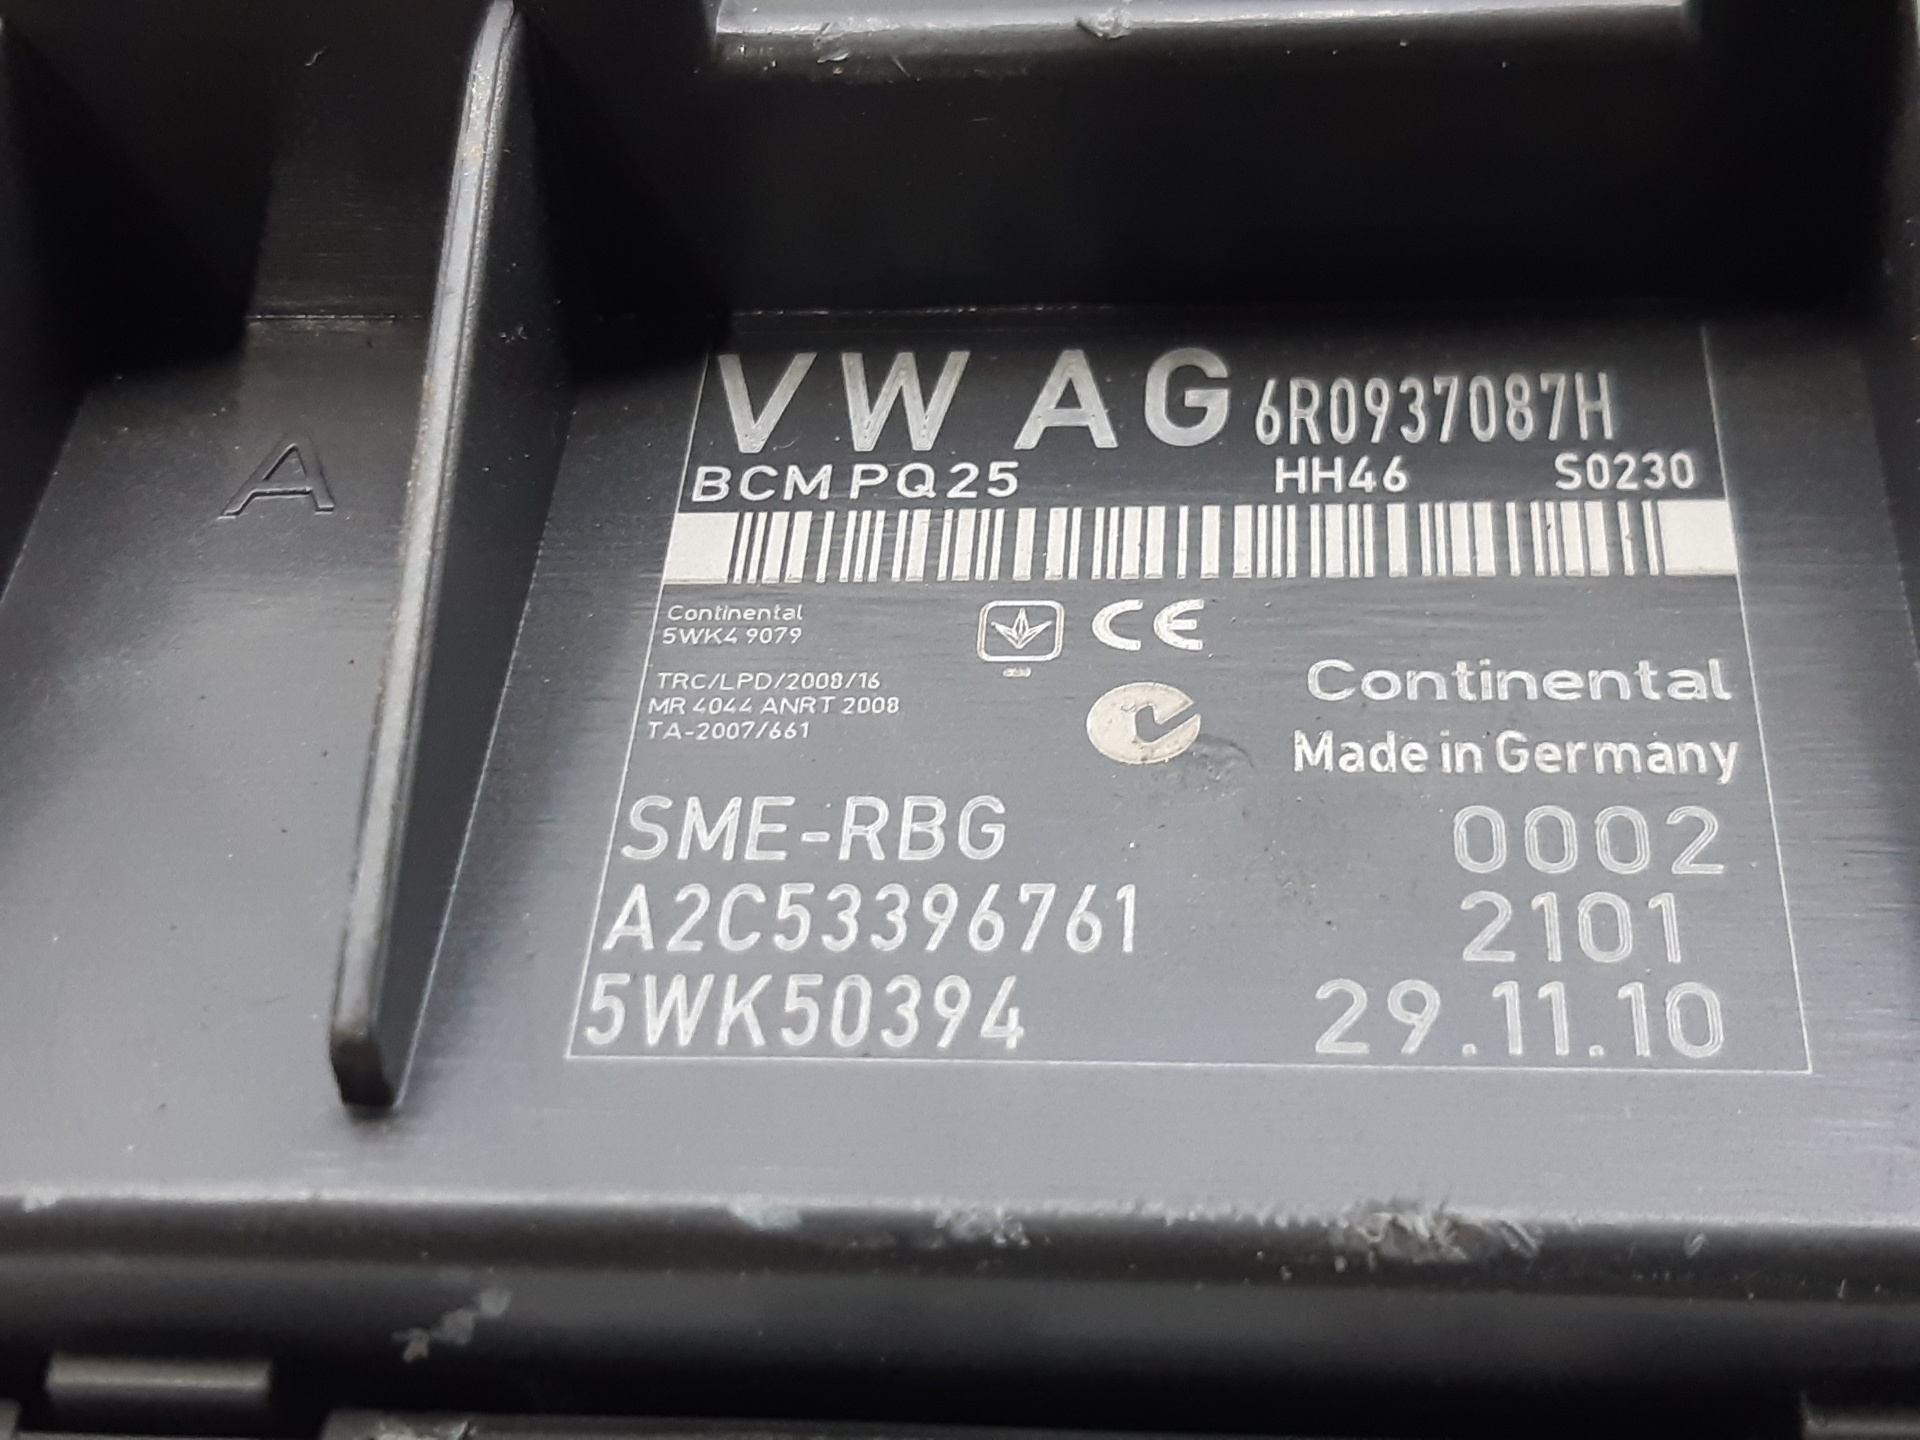 A
VW AG 6R0937087H
BCM PQ25 HH46 S0230
Continental
5WK4 9079
CE
TRC/LPD/2008/16
MR 4044 ANRT 2008
TA-2007/661
Continental
Made in Germany
SME-RBG 0002
A2C53396761 2101
5WK50394 29.11.10